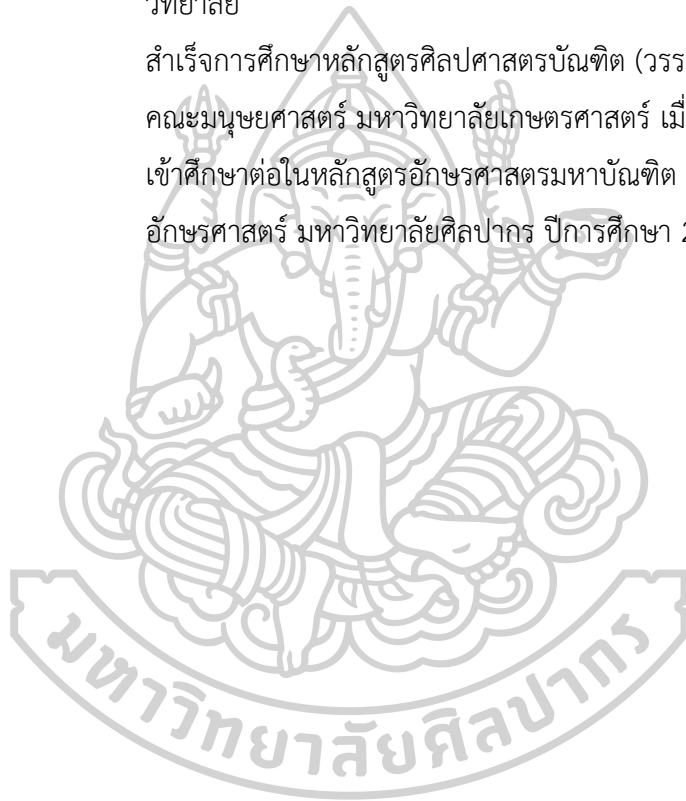 วิทยาลัย
สำเร็จการศึกษาหลักสูตรศิลปศาสตรบัณฑิต (วรร
คณะมนุษยศาสตร์ มหาวิทยาลัยเกษตรศาสตร์ เมื่
เข้าศึกษาต่อในหลักสูตรอักษรศาสตรมหาบัณฑิต
อักษรศาสตร์ มหาวิทยาลัยศิลปากร ปีการศึกษา 2
มหาวิทยาลัยศิลปากร